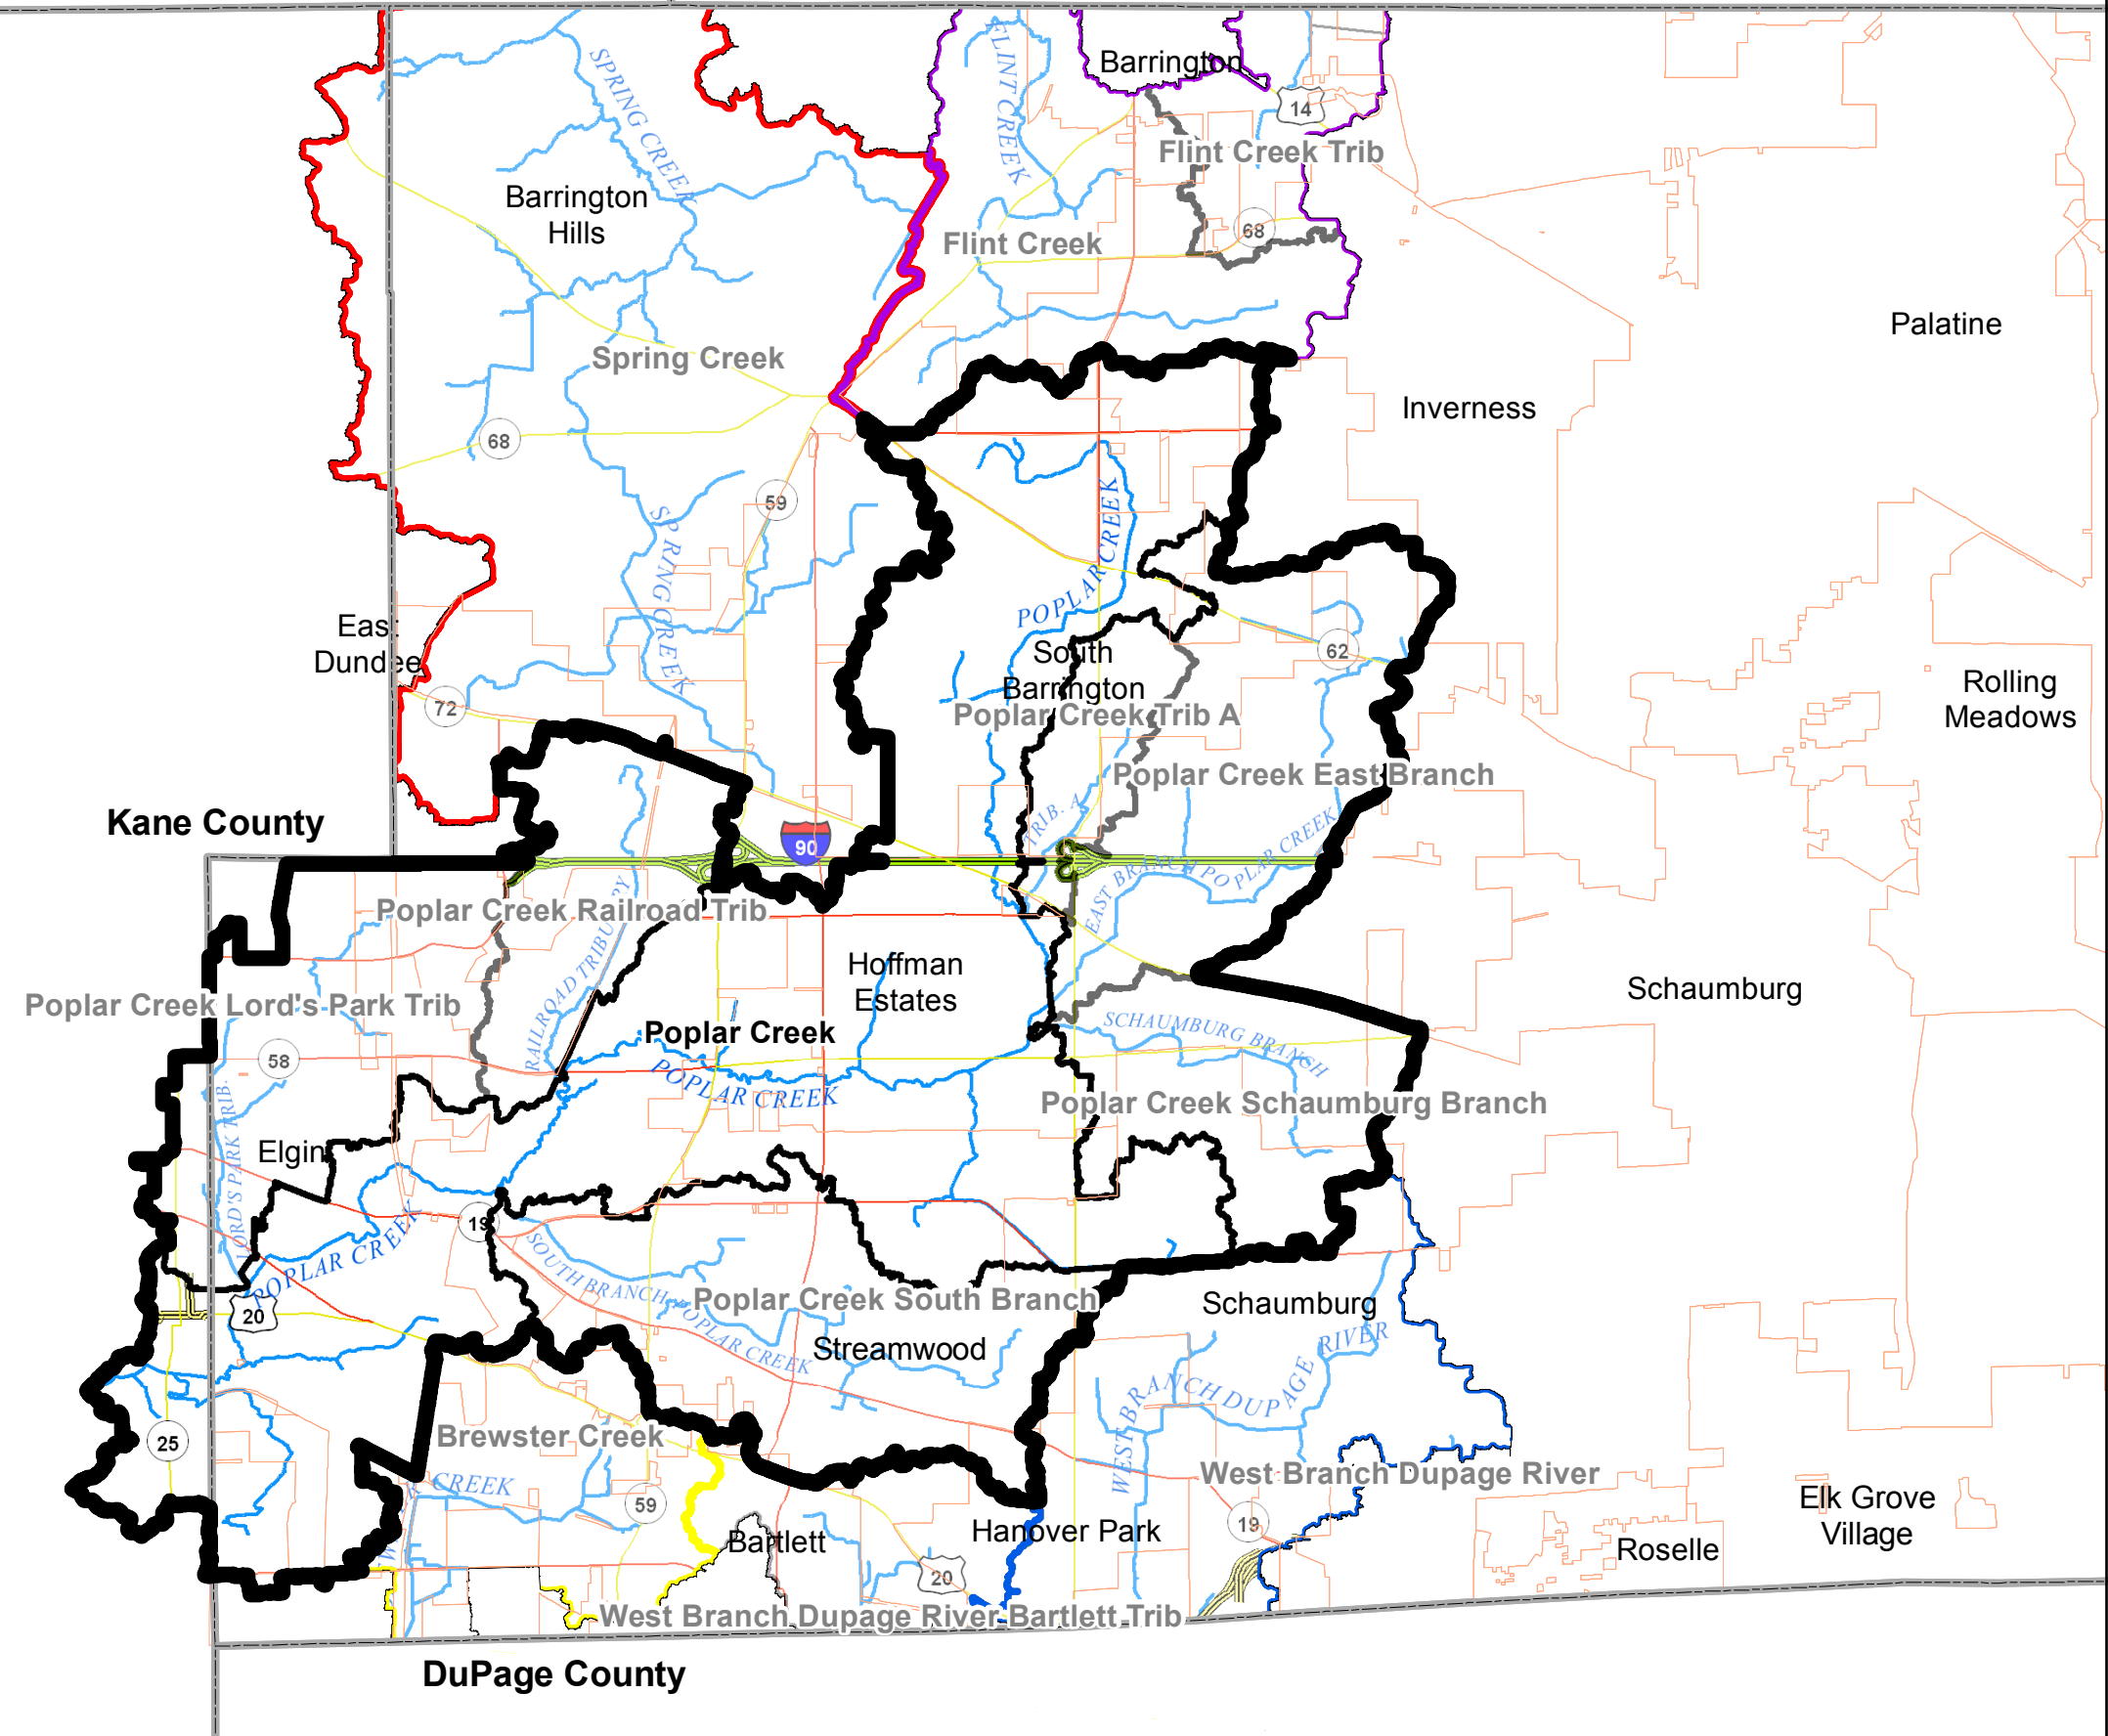 Barrington
14
SPRING CREEK
FLINT CREEK
Flint Creek Trib
Barrington
Hills
68
Flint Creek
Palatine
Spring Creek
Inverness
68
59
POPLAR CREEK
SPRING CREEK
POPLAR CREEK
East
Dundee
62
South
Barrington
Rolling
Meadows
72
Poplar Creek Trib A
Poplar Creek East Branch
Kane County
TRIB. A
90
EAST BRANCH POPLAR CREEK
Poplar Creek Railroad Trib
RAILROAD TRIBUTARY
Hoffman
Estates
Schaumburg
Poplar Creek Lord's Park Trib
Poplar Creek
SCHAUMBURG BRANCH
58
POPLAR CREEK
Poplar Creek Schaumburg Branch
LORD'S PARK TRIB.
Elgin
19
POPLAR CREEK
SOUTH BRANCH POPLAR CREEK
Poplar Creek South Branch
Schaumburg
20
Streamwood
WEST BRANCH DUPAGE RIVER
25
Brewster Creek
CREEK
West Branch Dupage River
59
Elk Grove
Village
Hanover Park
19
Bartlett
Roselle
20
West Branch Dupage River Bartlett Trib
DuPage County